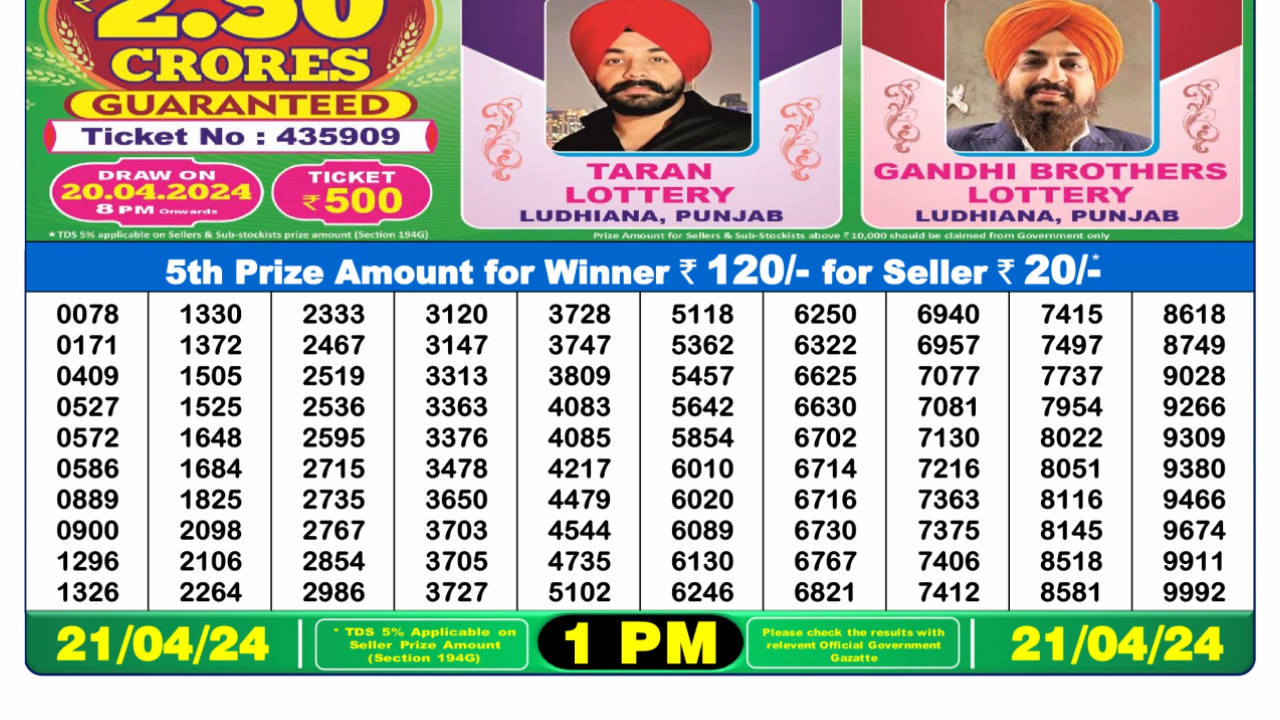 ₹2.50
CRORES
GUARANTEED
Ticket No : 435909
DRAW ON
20.04.2024
8 PM Onwards
TICKET
₹500
TARAN
LOTTERY
LUDHIANA, PUNJAB
GANDHI BROTHERS
LOTTERY
LUDHIANA, PUNJAB
★TDS 5% applicable on Sellers & Sub-stockists prize amount (Section 194G)
Prize Amount for Sellers & Sub-Stockists above ₹10,000 should be claimed from Government only
5th Prize Amount for Winner ₹ 120/- for Seller ₹ 20/-*
0078 1330 2333 3120 3728 5118 6250 6940 7415 8618
0171 1372 2467 3147 3747 5362 6322 6957 7497 8749
0409 1505 2519 3313 3809 5457 6625 7077 7737 9028
0527 1525 2536 3363 4083 5642 6630 7081 7954 9266
0572 1648 2595 3376 4085 5854 6702 7130 8022 9309
0586 1684 2715 3478 4217 6010 6714 7216 8051 9380
0889 1825 2735 3650 4479 6020 6716 7363 8116 9466
0900 2098 2767 3703 4544 6089 6730 7375 8145 9674
1296 2106 2854 3705 4735 6130 6767 7406 8518 9911
1326 2264 2986 3727 5102 6246 6821 7412 8581 9992
21/04/24
* TDS 5% Applicable on
Seller Prize Amount
(Section 194G)
1 PM
Please check the results with
relevent Official Government
Gazatte
21/04/24